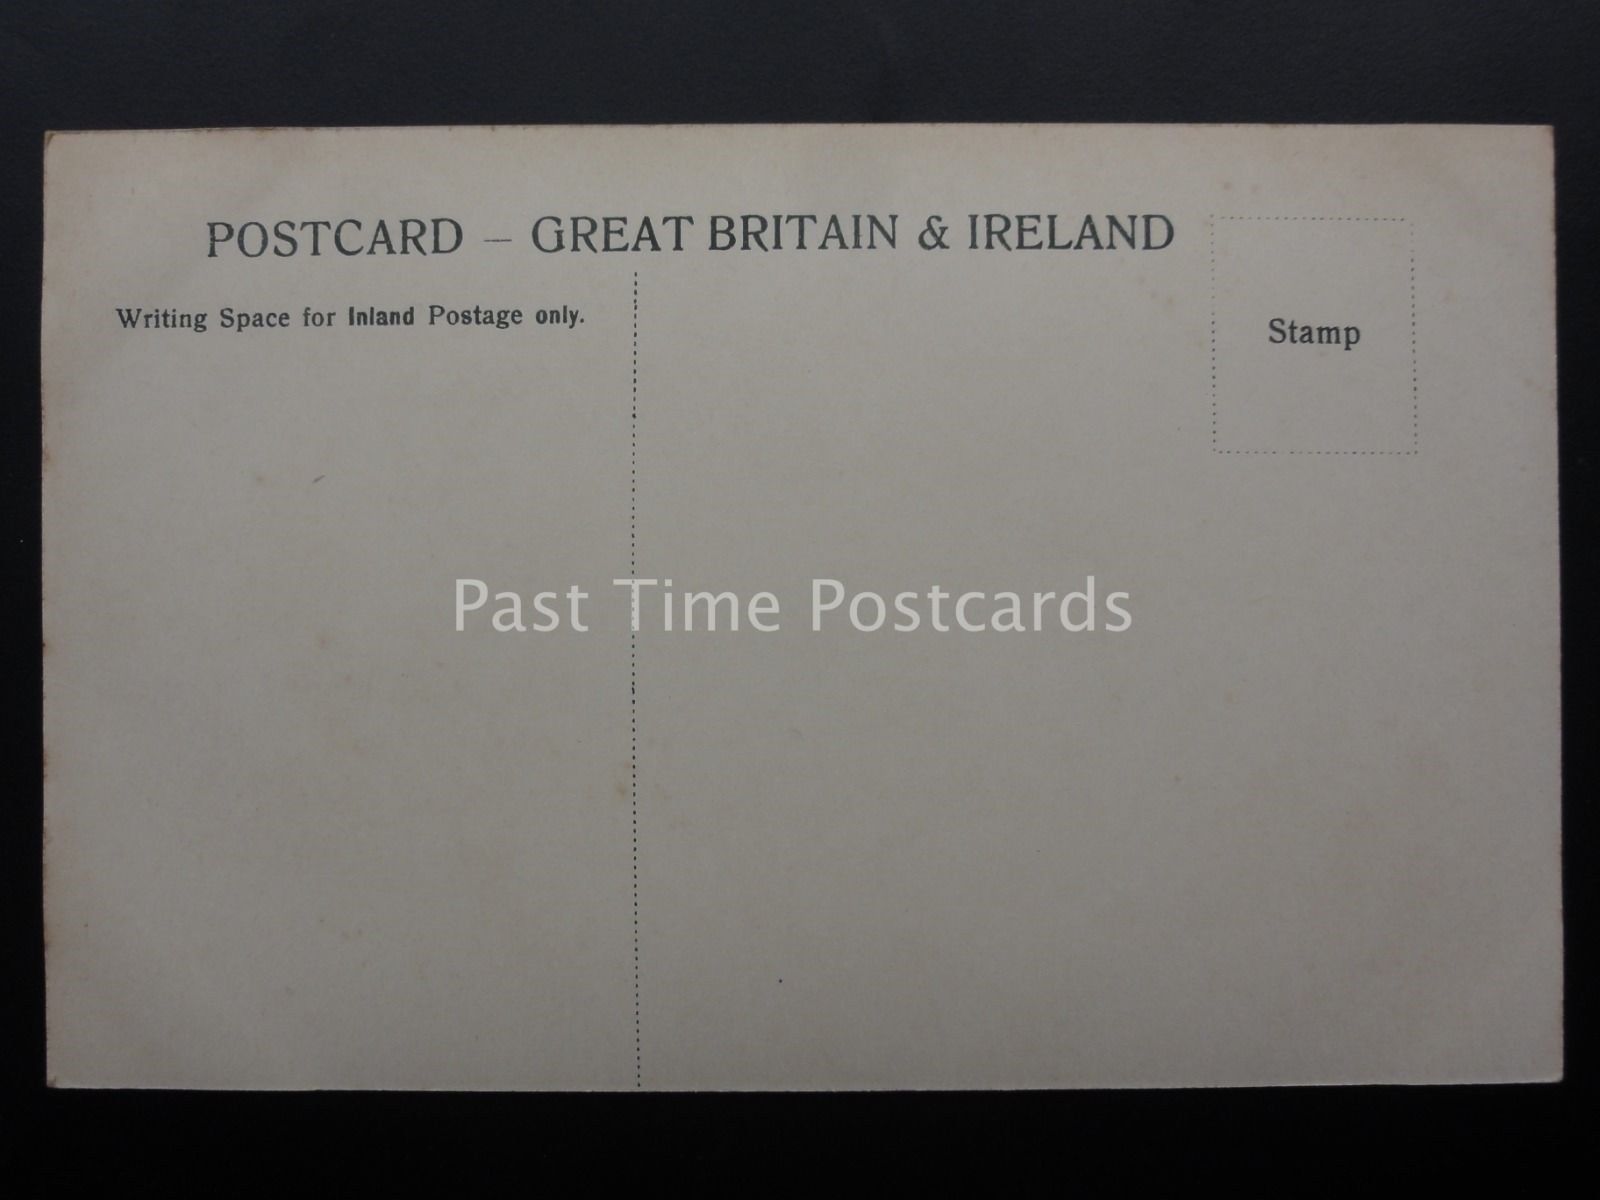 POSTCARD – GREAT BRITAIN & IRELAND
Writing Space for Inland Postage only.
Stamp
Past Time Postcards